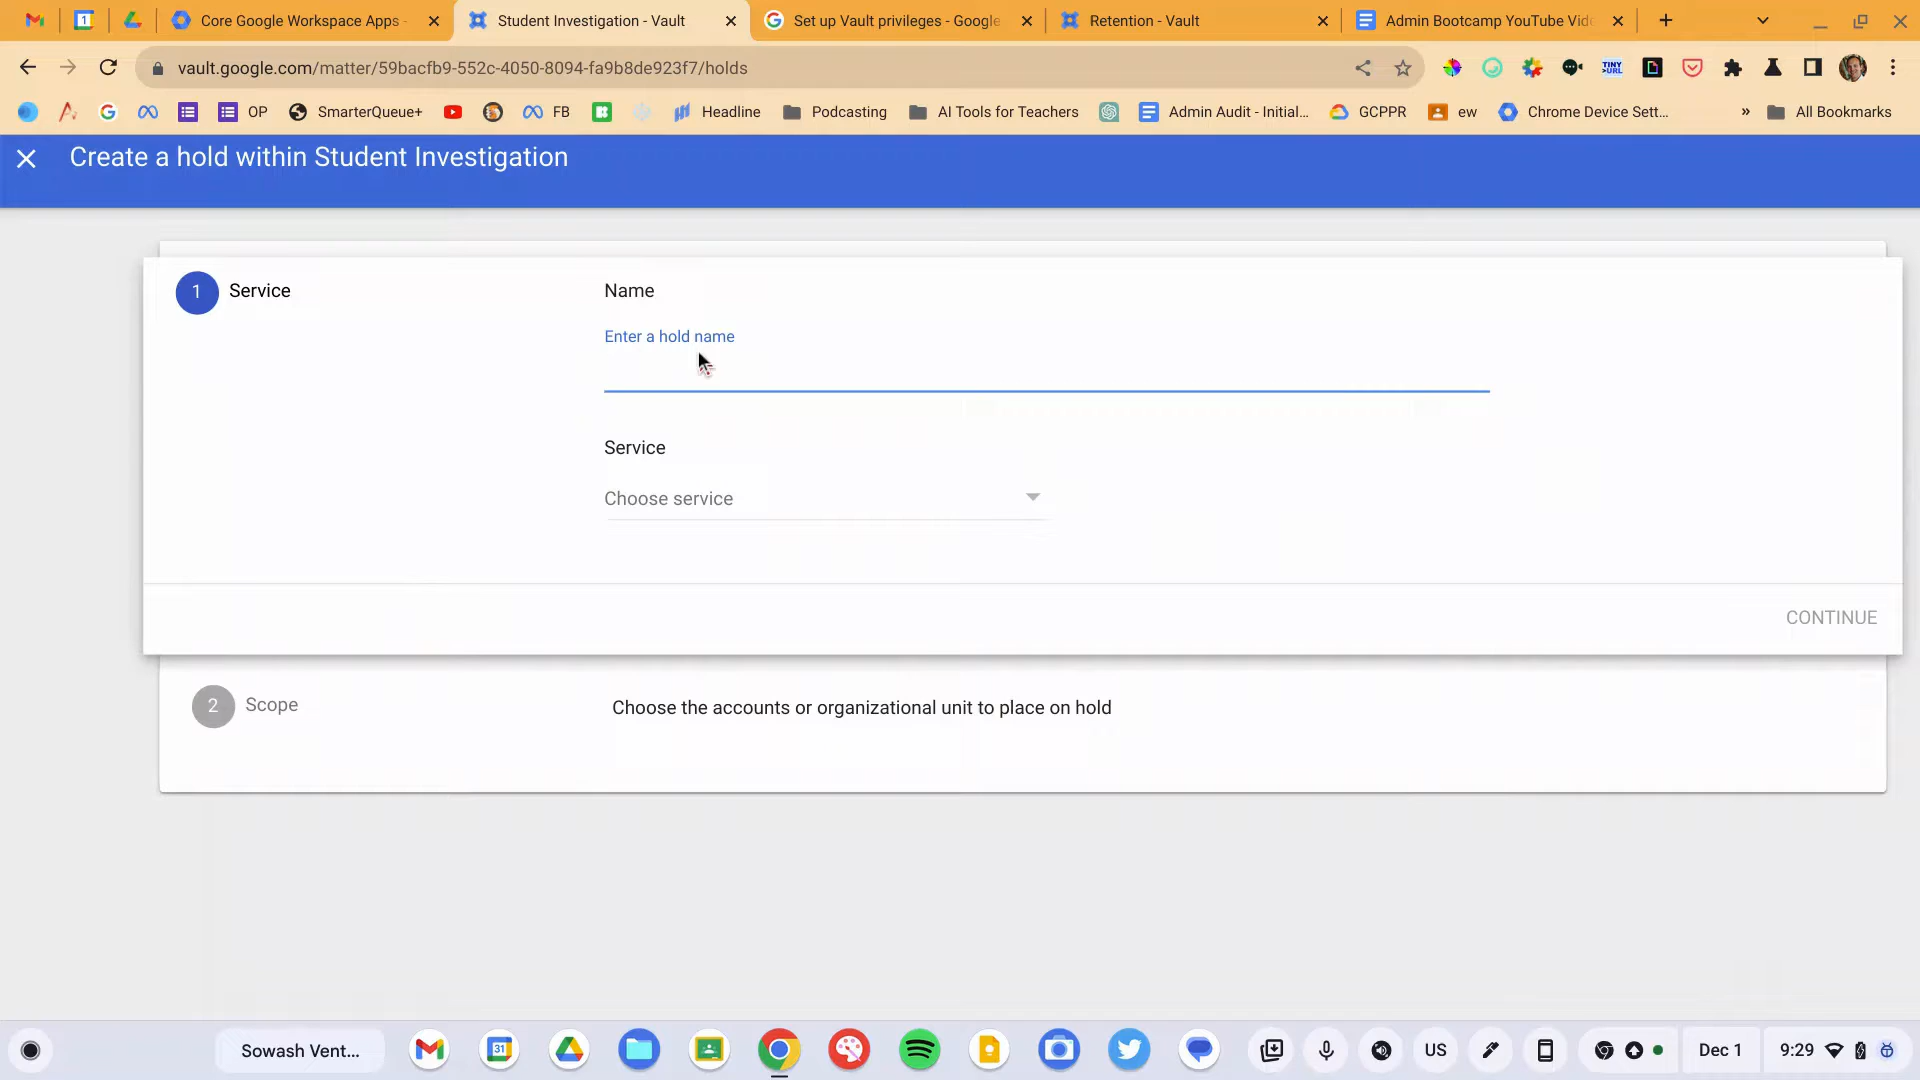 Core Google Workspace Apps -
Student Investigation - Vault
Set up Vault privileges - Google
Retention - Vault
Admin Bootcamp YouTube Vide
vault.google.com/matter/59bacfb9-552c-4050-8094-fa9b8de923f7/holds
OP
SmarterQueue+
FB
Headline
Podcasting
AI Tools for Teachers
Admin Audit - Initial...
GCPPR
ew
Chrome Device Sett...
»
All Bookmarks
Create a hold within Student Investigation
1 Service
Name
Enter a hold name
Service
Choose service
CONTINUE
2 Scope
Choose the accounts or organizational unit to place on hold
Sowash Vent...
31
US
Dec 1
9:29